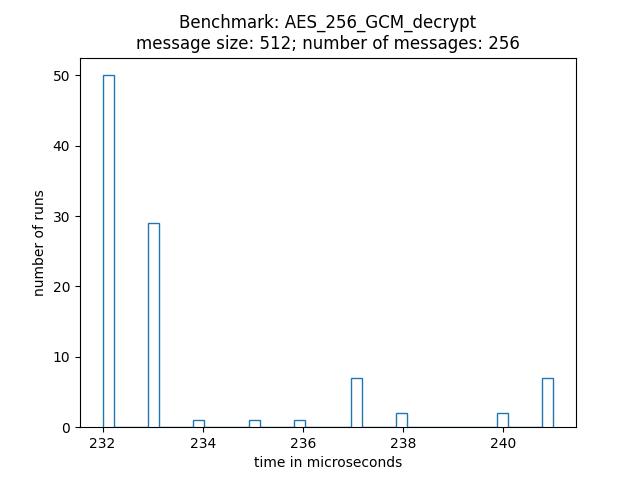 Benchmark: AES_256_GCM_decrypt
message size: 512; number of messages: 256
50
40
30
20
10
0
number of runs
232 234 236 238 240
time in microseconds